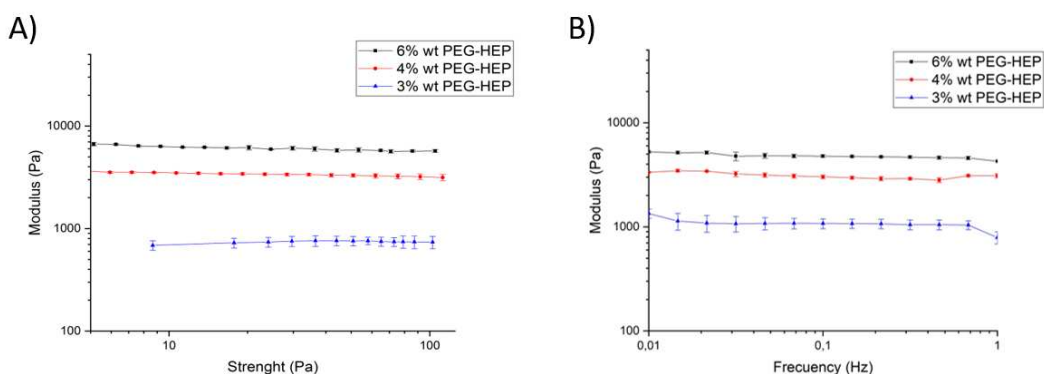 A)
6% wt PEG-HEP
4% wt PEG-HEP
3% wt PEG-HEP
10000
1000
100
Modulus (Pa)
10
100
Strenght (Pa)
B)
6% wt PEG-HEP
4% wt PEG-HEP
3% wt PEG-HEP
10000
1000
100
Modulus (Pa)
0,01
0,1
1
Frecuency (Hz)